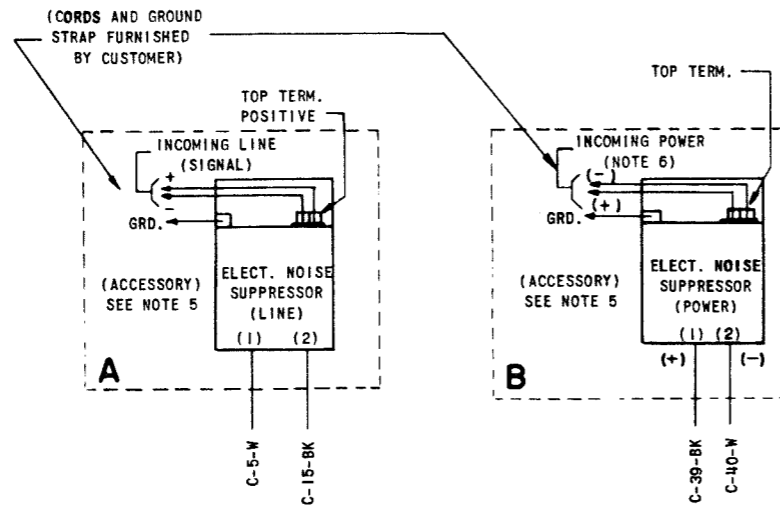 (CORDS AND GROUND
STRAP FURNISHED
BY CUSTOMER)
TOP TERM.
POSITIVE
INCOMING LINE
(SIGNAL)
+
-
GRD.
(ACCESSORY)
SEE NOTE 5
ELECT. NOISE
SUPPRESSOR
(LINE)
(1) (2)
A
C-5-W
C-15-BK
TOP TERM.
INCOMING POWER
(NOTE 6)
(-)
(+)
GRD.
(ACCESSORY)
SEE NOTE 5
ELECT. NOISE
SUPPRESSOR
(POWER)
(1) (2)
(+) (-)
B
C-39-BK
C-40-W